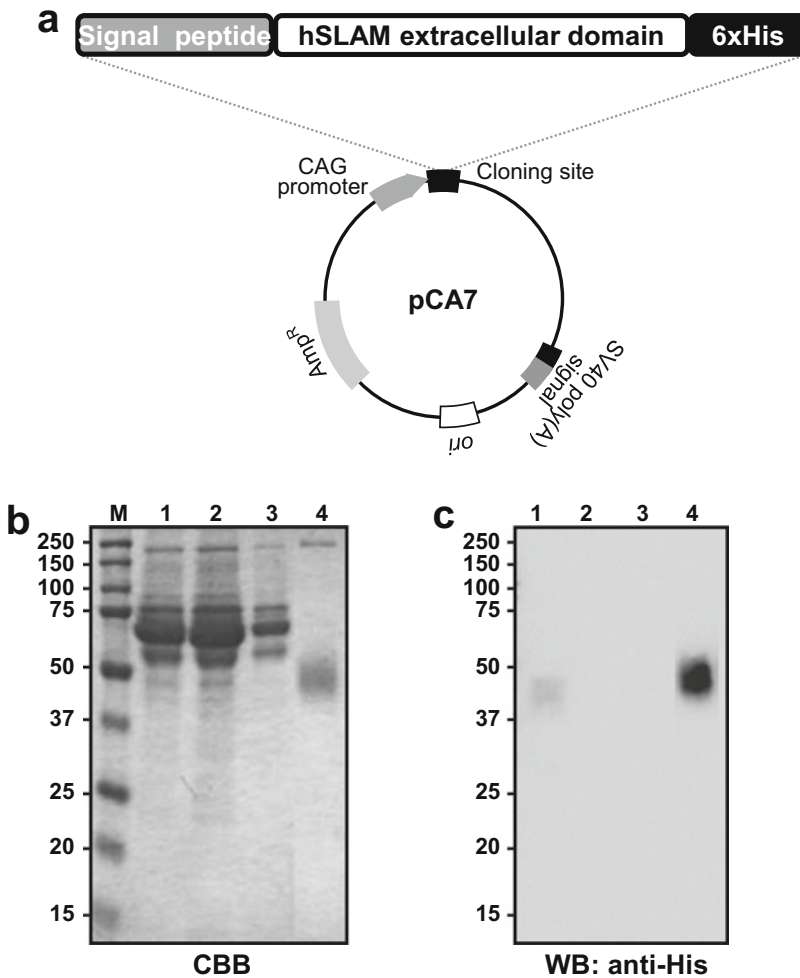 a
Signal peptide hSLAM extracellular domain 6xHis
CAG
promoter
Cloning site
pCA7
AmpR
SV40 poly(A)
signal
ori
b
M 1 2 3 4
250
150
100
75
50
37
25
20
15
CBB
c
1 2 3 4
250
150
100
75
50
37
25
20
15
WB: anti-His